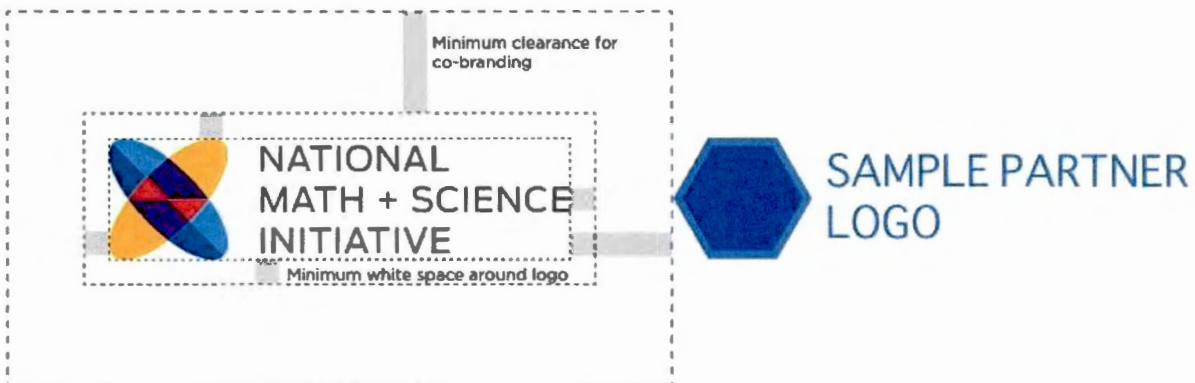 Minimum clearance for
co-branding
NATIONAL
MATH + SCIENCE
INITIATIVE
Minimum white space around logo
SAMPLE PARTNER
LOGO